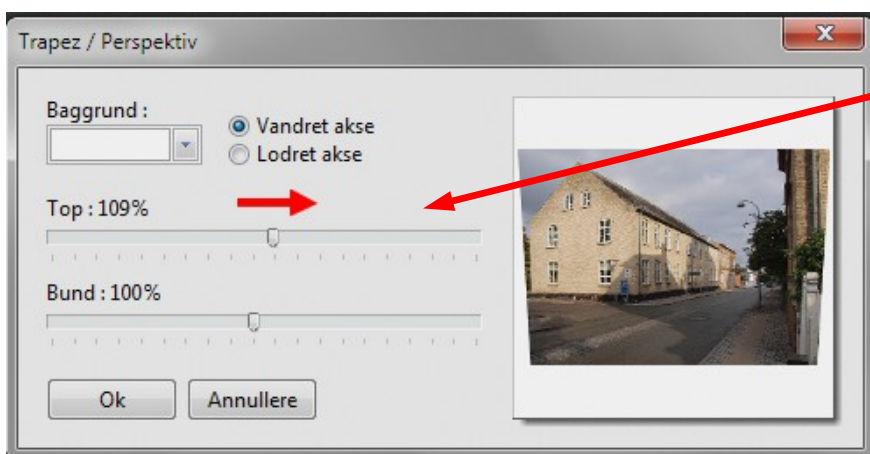 Trapez / Perspektiv
Baggrund :
Vandret akse
Lodret akse
Top : 109%
Bund : 100%
Ok
Annullere